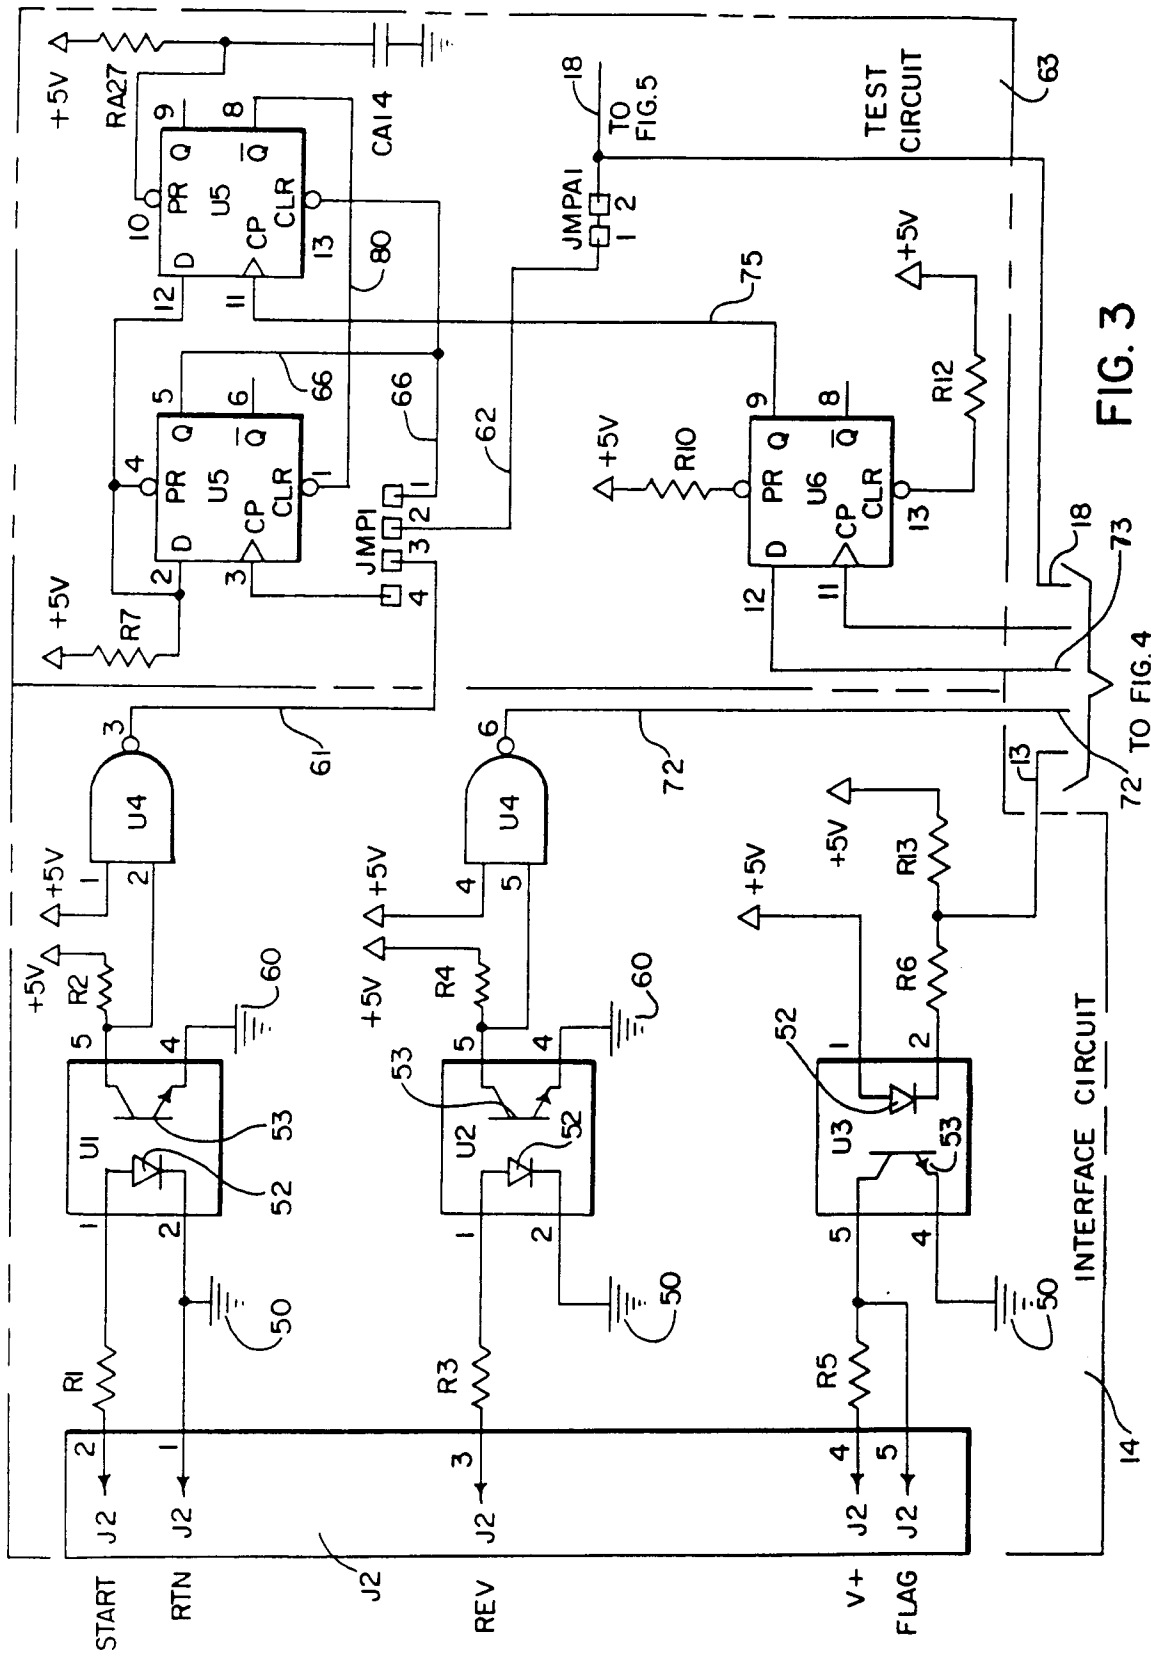 START
RTN
REV
V+
FLAG
J2
J2 2
J2 1
J2 3
J2 4
J2 5
R1
1
2
U1
52
53
5
4
50
60
+5V
R2
+5V
1
2
U4
3
61
R3
1
2
U2
52
53
5
4
50
60
+5V
R4
+5V
4
5
U4
6
72
R5
5
4
U3
53
52
1
2
50
+5V
R6
R13
+5V
13
INTERFACE CIRCUIT
14
+5V
R7
2
D
4
PR
U5
3
CP
CLR
1
Q
5
Q
6
66
66
JMP1
4
3
2
1
62
12
D
10
PR
U5
11
CP
CLR
13
Q
9
Q
8
80
+5V
RA27
CA14
JMPA1
1
2
18
TO
FIG. 5
75
+5V
R10
12
D
PR
U6
11
CP
CLR
13
Q
9
Q
8
R12
+5V
TEST
CIRCUIT
63
72
73
18
TO FIG. 4
FIG. 3